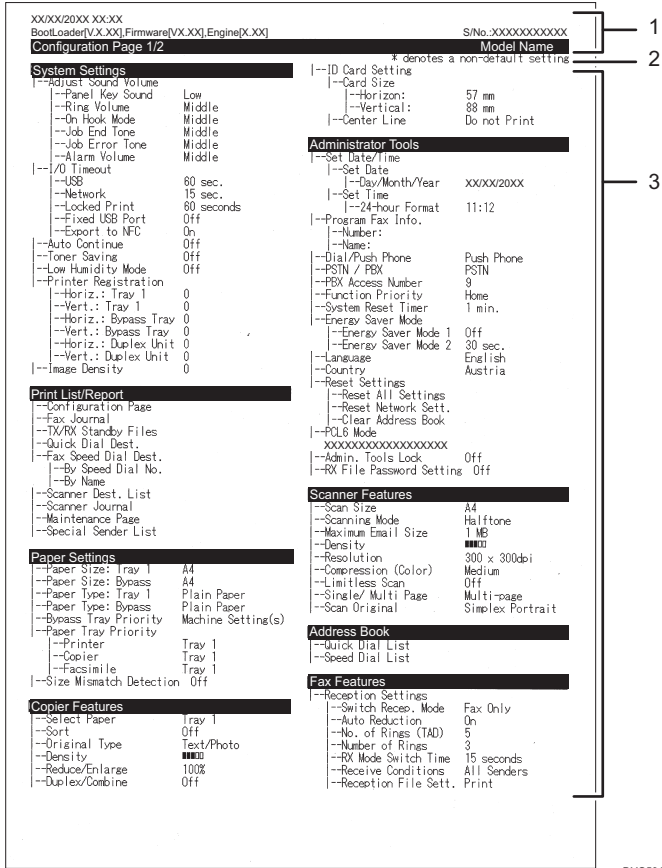 XX/XX/20XX XX:XX
BootLoader[V.X.XX],Firmware[VX.XX],Engine[X.XX] S/No.:XXXXXXXXXXX
Configuration Page 1/2 Model Name
* denotes a non-default setting
1
2
3
System Settings
|--Adjust Sound Volume
|--Panel Key Sound Low
|--Ring Volume Middle
|--On Hook Mode Middle
|--Job End Tone Middle
|--Job Error Tone Middle
|--Alarm Volume Middle
|--I/O Timeout
|--USB 60 sec.
|--Network 15 sec.
|--Locked Print 60 seconds
|--Fixed USB Port Off
|--Export to NFC On
|--Auto Continue Off
|--Toner Saving Off
|--Low Humidity Mode Off
|--Printer Registration
|--Horiz.: Tray 1 0
|--Vert.: Tray 1 0
|--Horiz.: Bypass Tray 0
|--Vert.: Bypass Tray 0
|--Horiz.: Duplex Unit 0
|--Vert.: Duplex Unit 0
|--Image Density 0
Print List/Report
|--Configuration Page
|--Fax Journal
|--TX/RX Standby Files
|--Quick Dial Dest.
|--Fax Speed Dial Dest.
|--By Speed Dial No.
|--By Name
|--Scanner Dest. List
|--Scanner Journal
|--Maintenance Page
|--Special Sender List
Paper Settings
|--Paper Size: Tray 1 A4
|--Paper Size: Bypass A4
|--Paper Type: Tray 1 Plain Paper
|--Paper Type: Bypass Plain Paper
|--Bypass Tray Priority Machine Setting(s)
|--Paper Tray Priority
|--Printer Tray 1
|--Copier Tray 1
|--Facsimile Tray 1
|--Size Mismatch Detection Off
Copier Features
|--Select Paper Tray 1
|--Sort Off
|--Original Type Text/Photo
|--Density
|--Reduce/Enlarge 100%
|--Duplex/Combine Off
|--ID Card Setting
|--Card Size
|--Horizon: 57 mm
|--Vertical: 88 mm
|--Center Line Do not Print
Administrator Tools
|--Set Date/Time
|--Set Date
|--Day/Month/Year XX/XX/20XX
|--Set Time
|--24-hour Format 11:12
|--Program Fax Info.
|--Number:
|--Name:
|--Dial/Push Phone Push Phone
|--PSTN / PBX PSTN
|--PBX Access Number 9
|--Function Priority Home
|--System Reset Timer 1 min.
|--Energy Saver Mode
|--Energy Saver Mode 1 Off
|--Energy Saver Mode 2 30 sec.
|--Language English
|--Country Austria
|--Reset Settings
|--Reset All Settings
|--Reset Network Sett.
|--Clear Address Book
|--PCL6 Mode
XXXXXXXXXXXXXXXXXXX
|--Admin. Tools Lock Off
|--RX File Password Setting Off
Scanner Features
|--Scan Size A4
|--Scanning Mode Halftone
|--Maximum Email Size 1 MB
|--Density
|--Resolution 300 x 300dpi
|--Compression (Color) Medium
|--Limitless Scan Off
|--Single/ Multi Page Multi-page
|--Scan Original Simplex Portrait
Address Book
|--Quick Dial List
|--Speed Dial List
Fax Features
|--Reception Settings
|--Switch Recep. Mode Fax Only
|--Auto Reduction On
|--No. of Rings (TAD) 5
|--Number of Rings 3
|--RX Mode Switch Time 15 seconds
|--Receive Conditions All Senders
|--Reception File Sett. Print